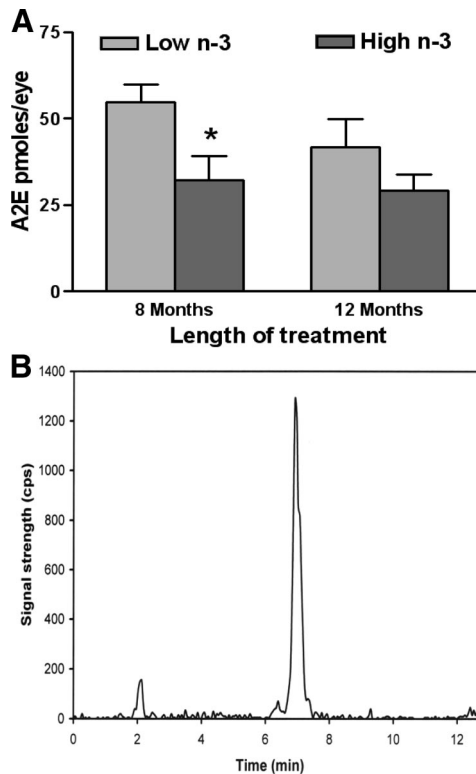 A
75
Low n-3
High n-3
50
*
25
0
A2E pmoles/eye
8 Months
12 Months
Length of treatment
B
1400
1200
1000
800
600
400
200
0
Signal strength (cps)
0 2 4 6 8 10 12
Time (min)